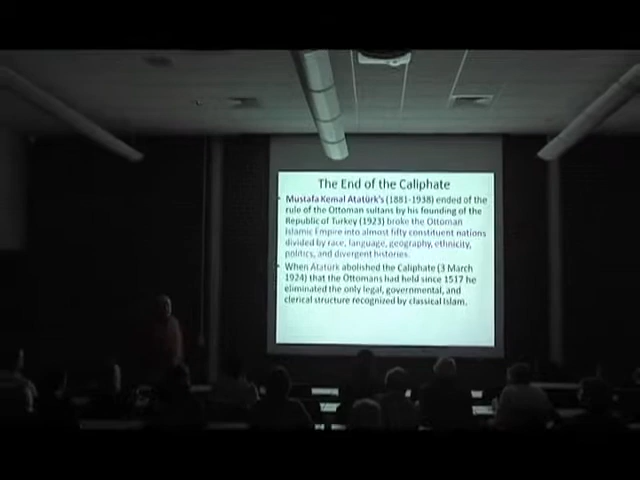 The End of the Caliphate
Mustafa Kemal Atatürk's (1881-1938) ended of the
rule of the Ottoman sultans by his founding of the
Republic of Turkey (1923) broke the Ottoman
Islamic Empire into almost fifty constituent nations
divided by race, language, geography, ethnicity,
politics, and divergent histories.
When Atatürk abolished the Caliphate (3 March
1924) that the Ottomans had held since 1517 he
eliminated the only legal, governmental, and
clerical structure recognized by classical Islam.